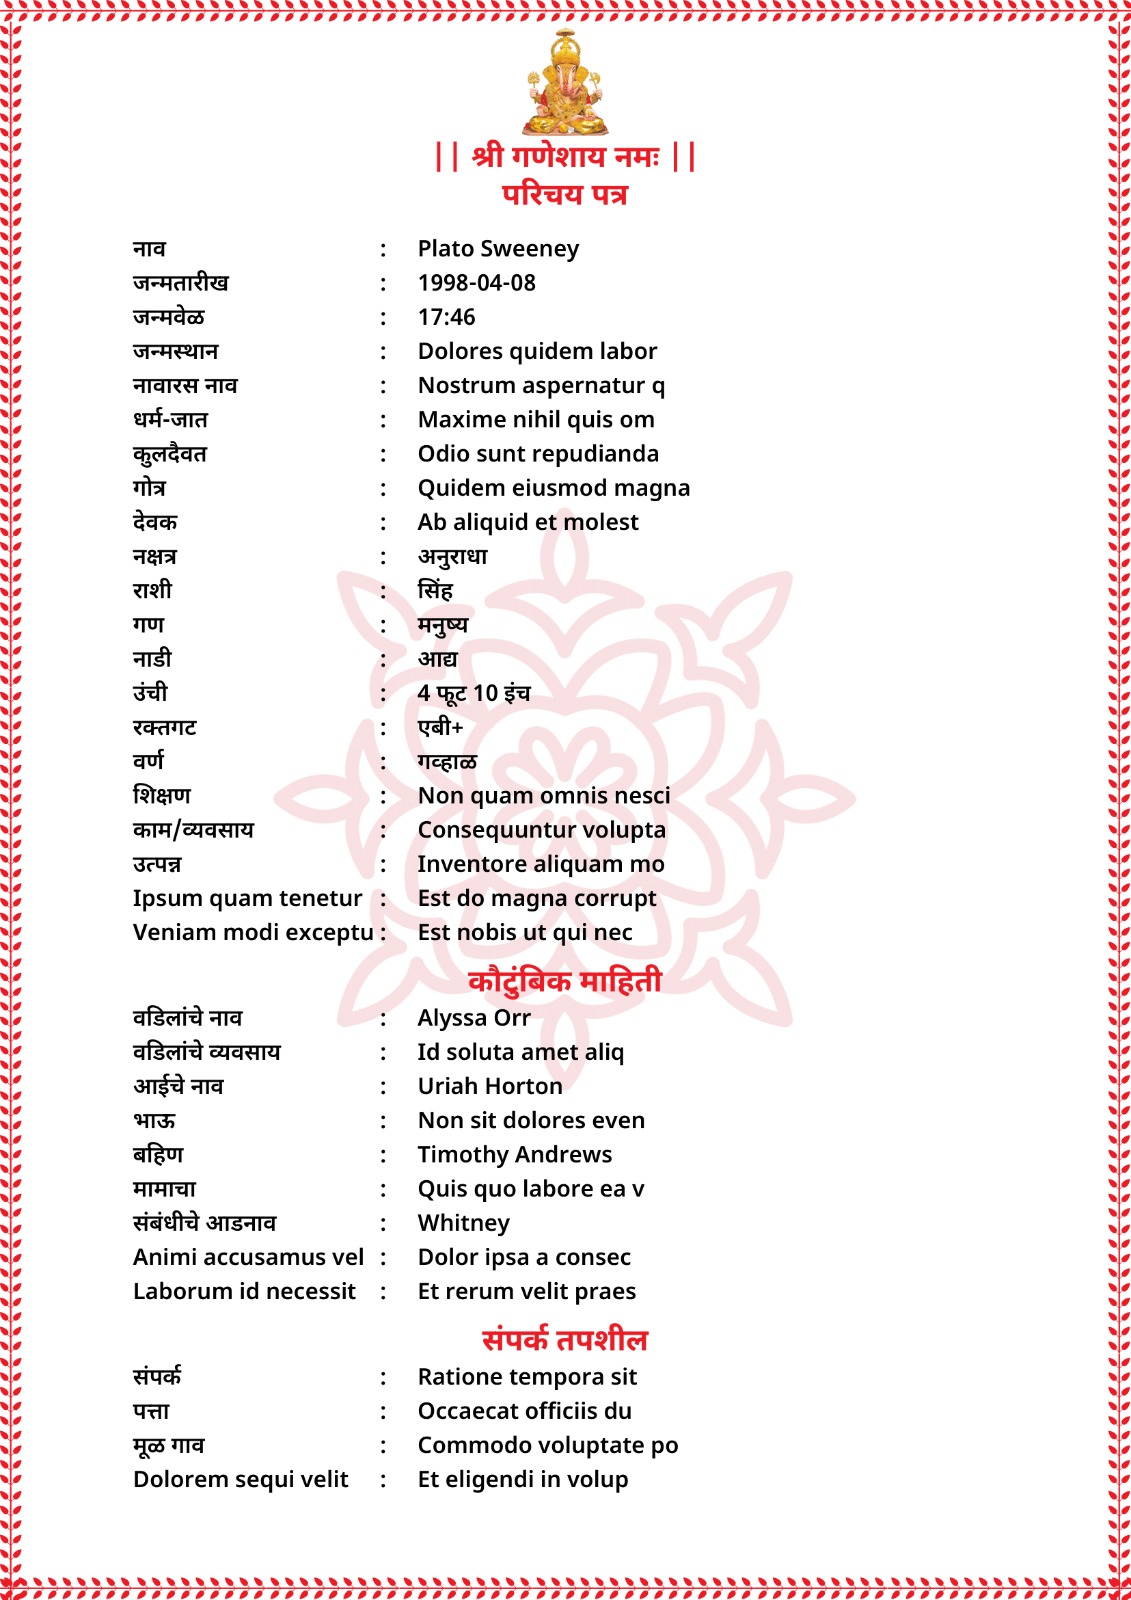 || श्री गणेशाय नमः ||
परिचय पत्र
नाव : Plato Sweeney
जन्मतारीख : 1998-04-08
जन्मवेळ : 17:46
जन्मस्थान : Dolores quidem labor
नावारस नाव : Nostrum aspernatur q
धर्म-जात : Maxime nihil quis om
कुलदैवत : Odio sunt repudianda
गोत्र : Quidem eiusmod magna
देवक : Ab aliquid et molest
नक्षत्र : अनुराधा
राशी : सिंह
गण : मनुष्य
नाडी : आद्य
उंची : 4 फूट 10 इंच
रक्तगट : एबी+
वर्ण : गव्हाळ
शिक्षण : Non quam omnis nesci
काम/व्यवसाय : Consequuntur volupta
उत्पन्न : Inventore aliquam mo
Ipsum quam tenetur : Est do magna corrupt
Veniam modi exceptu : Est nobis ut qui nec
कौटुंबिक माहिती
वडिलांचे नाव : Alyssa Orr
वडिलांचे व्यवसाय : Id soluta amet aliq
आईचे नाव : Uriah Horton
भाऊ : Non sit dolores even
बहिण : Timothy Andrews
मामाचा : Quis quo labore ea v
संबंधीचे आडनाव : Whitney
Animi accusamus vel : Dolor ipsa a consec
Laborum id necessit : Et rerum velit praes
संपर्क तपशील
संपर्क : Ratione tempora sit
पत्ता : Occaecat officiis du
मूळ गाव : Commodo voluptate po
Dolorem sequi velit : Et eligendi in volup